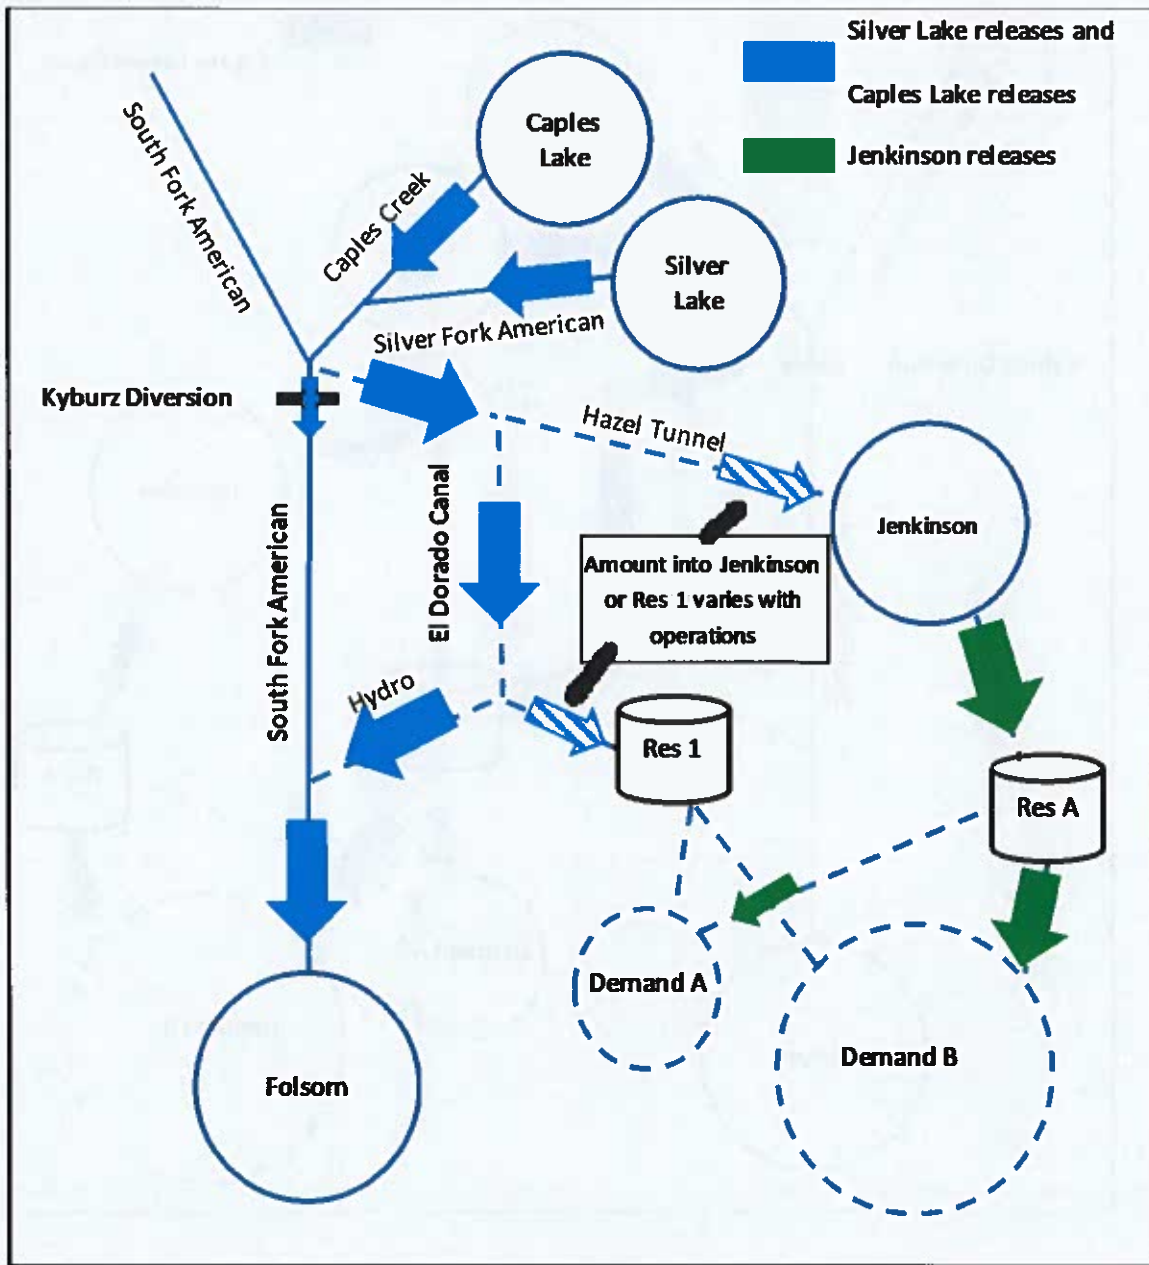 Silver Lake releases and
Caples Lake releases
Jenkinson releases
South Fork American
Caples
Lake
Caples Creek
Silver
Lake
Silver Fork American
Kyburz Diversion
Hazel Tunnel
El Dorado Canal
Jenkinson
Amount into Jenkinson
or Res 1 varies with
operations
South Fork American
Hydro
Res 1
Res A
Demand A
Demand B
Folsom